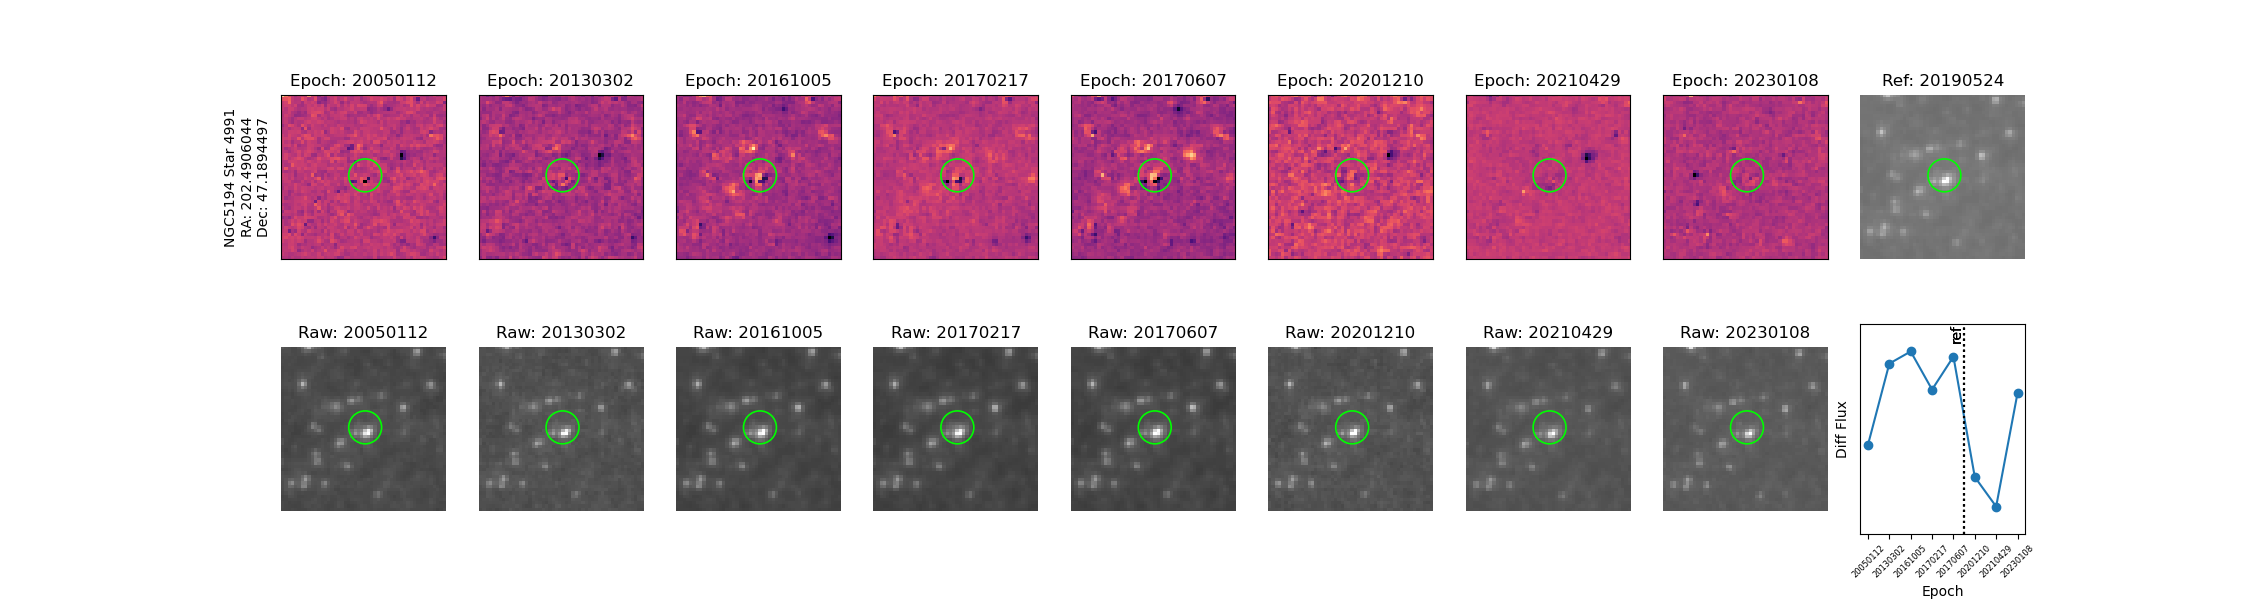 NGC5194 Star 4991
RA: 202.4906044
Dec: 47.1894497
Epoch: 20050112
Epoch: 20130302
Epoch: 20161005
Epoch: 20170217
Epoch: 20170607
Epoch: 20201210
Epoch: 20210429
Epoch: 20230108
Ref: 20190524
Raw: 20050112
Raw: 20130302
Raw: 20161005
Raw: 20170217
Raw: 20170607
Raw: 20201210
Raw: 20210429
Raw: 20230108
ref
Diff Flux
20050112
20130302
20161005
20170217
20170607
20201210
20210429
20230108
Epoch